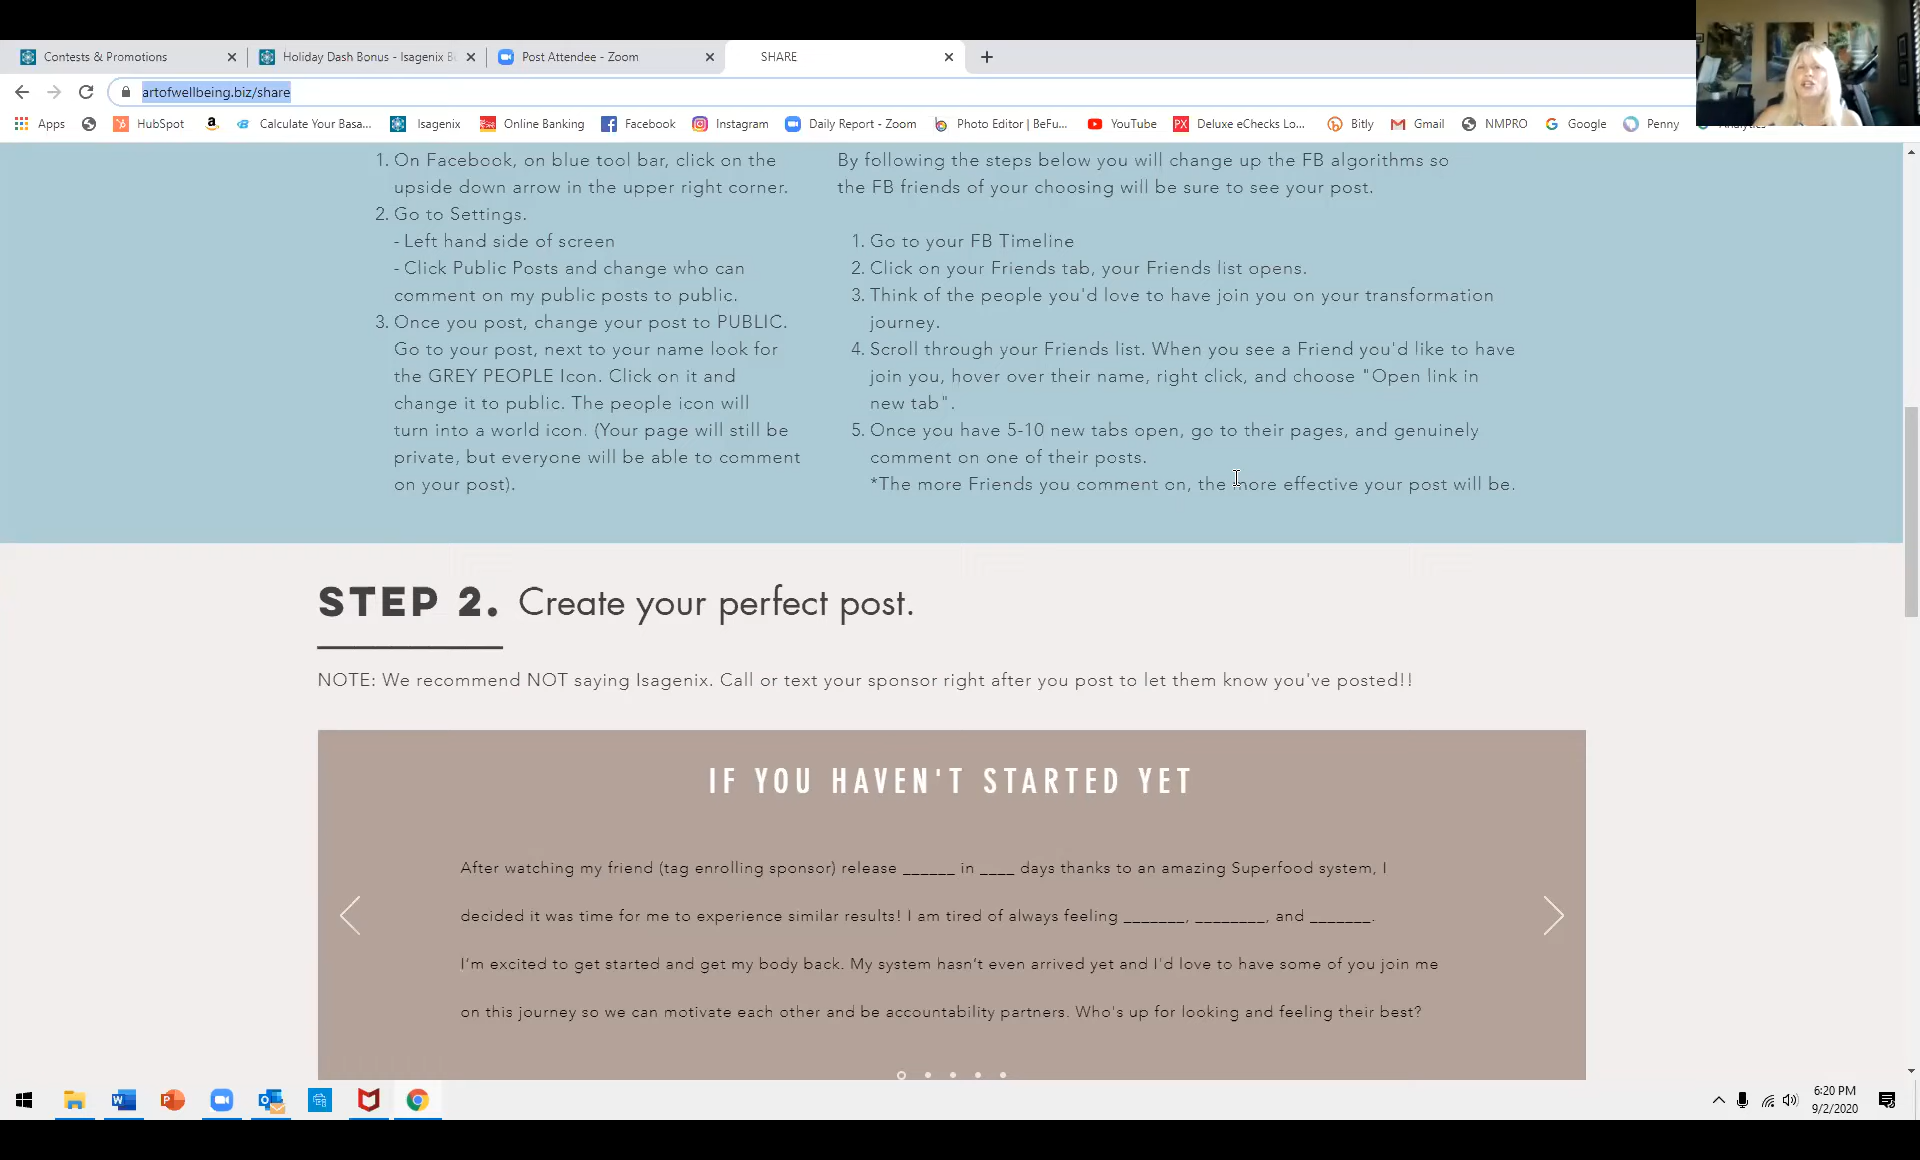 Contests & Promotions
Holiday Dash Bonus - Isagenix B
Post Attendee - Zoom
SHARE
artofwellbeing.biz/share
Apps
HubSpot
Calculate Your Basa...
Isagenix
Online Banking
Facebook
Instagram
Daily Report - Zoom
Photo Editor | BeFu...
YouTube
Deluxe eChecks Lo...
Bitly
Gmail
NMPRO
Google
Penny
1. On Facebook, on blue tool bar, click on the
upside down arrow in the upper right corner.
2. Go to Settings.
- Left hand side of screen
- Click Public Posts and change who can
comment on my public posts to public.
3. Once you post, change your post to PUBLIC.
Go to your post, next to your name look for
the GREY PEOPLE Icon. Click on it and
change it to public. The people icon will
turn into a world icon. (Your page will still be
private, but everyone will be able to comment
on your post).
By following the steps below you will change up the FB algorithms so
the FB friends of your choosing will be sure to see your post.
1. Go to your FB Timeline
2. Click on your Friends tab, your Friends list opens.
3. Think of the people you'd love to have join you on your transformation
journey.
4. Scroll through your Friends list. When you see a Friend you'd like to have
join you, hover over their name, right click, and choose "Open link in
new tab".
5. Once you have 5-10 new tabs open, go to their pages, and genuinely
comment on one of their posts.
*The more Friends you comment on, the more effective your post will be.
STEP 2. Create your perfect post.
NOTE: We recommend NOT saying Isagenix. Call or text your sponsor right after you post to let them know you've posted!!
IF YOU HAVEN'T STARTED YET
After watching my friend (tag enrolling sponsor) release ______ in ____ days thanks to an amazing Superfood system, I
decided it was time for me to experience similar results! I am tired of always feeling _______, ________, and _______.
I'm excited to get started and get my body back. My system hasn't even arrived yet and I'd love to have some of you join me
on this journey so we can motivate each other and be accountability partners. Who's up for looking and feeling their best?
6:20 PM
9/2/2020